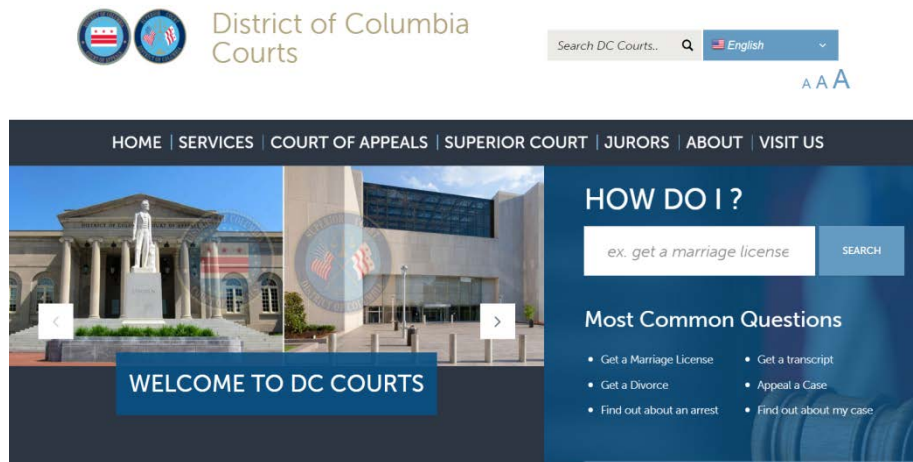 District of Columbia
Courts
Search DC Courts..
English
A A A
HOME | SERVICES | COURT OF APPEALS | SUPERIOR COURT | JURORS | ABOUT | VISIT US
HOW DO I ?
ex. get a marriage license
SEARCH
Most Common Questions
• Get a Marriage License
• Get a transcript
• Get a Divorce
• Appeal a Case
• Find out about an arrest
• Find out about my case
WELCOME TO DC COURTS